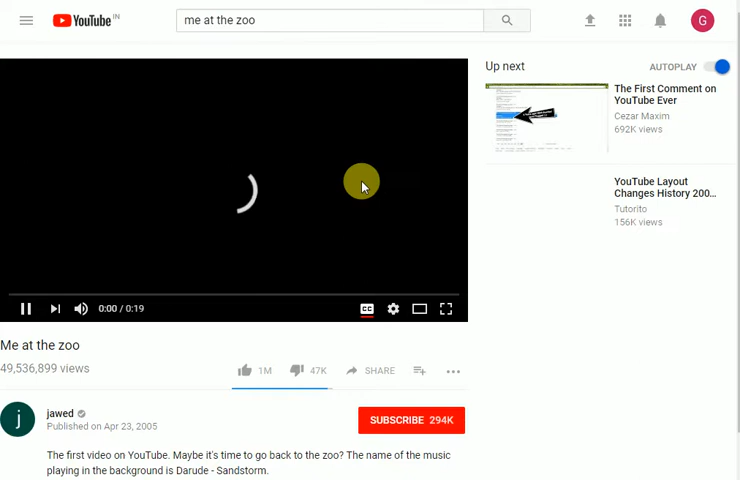 YouTube IN
me at the zoo
G
Up next
AUTOPLAY
The First Comment on
YouTube Ever
Cezar Maxim
692K views
YouTube Layout
Changes History 200...
Tutorito
156K views
0:00 / 0:19
CC
Me at the zoo
49,536,899 views
1M
47K
SHARE
j
jawed
Published on Apr 23, 2005
SUBSCRIBE 294K
The first video on YouTube. Maybe it's time to go back to the zoo? The name of the music
playing in the background is Darude - Sandstorm.